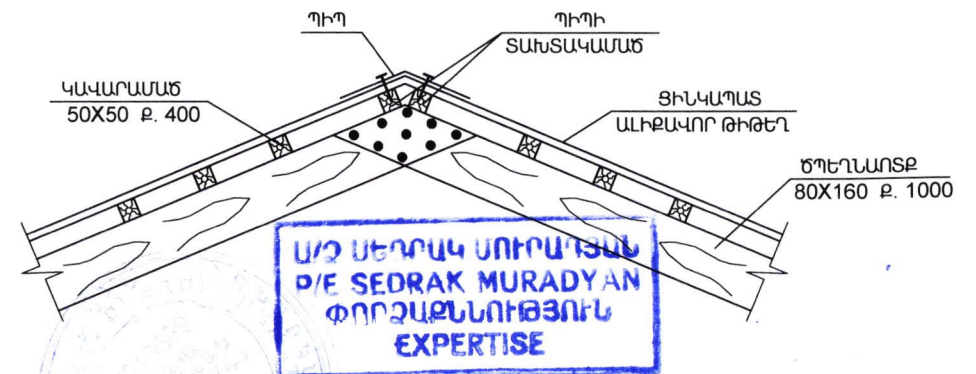 ՊԻՊ
ՊԻՊԻ
ՏԱԽՏԱԿԱՄԱԾ
ԿԱՎԱՐԱՄԱԾ
50X50 Ք. 400
ՑԻՆԿԱՊԱՏ
ԱԼԻՔԱՎՈՐ ԹԻԹԵՂ
ԾՊԵՂՆԱՈՏՔ
80X160 Ք. 1000
Ա/Ձ ՍԵԴՐԱԿ ՄՈՒՐԱԴՅԱՆ
P/E SEDRAK MURADYAN
ՓՈՐՁԱՔՆՆՈՒԹՅՈՒՆ
EXPERTISE